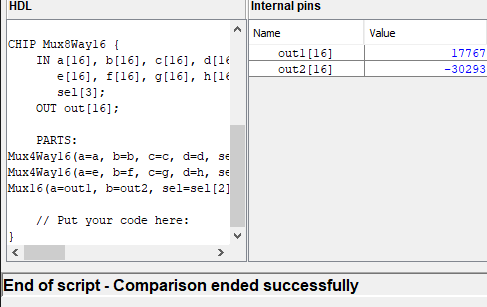 HDL
CHIP Mux8Way16 {
IN a[16], b[16], c[16], d[16
e[16], f[16], g[16], h[16
sel[3];
OUT out[16];
PARTS:
Mux4Way16(a=a, b=b, c=c, d=d, se
Mux4Way16(a=e, b=f, c=g, d=h, se
Mux16(a=out1, b=out2, sel=sel[2]
// Put your code here:
}
Internal pins
Name Value
out1[16] 17767
out2[16] -30293
End of script - Comparison ended successfully